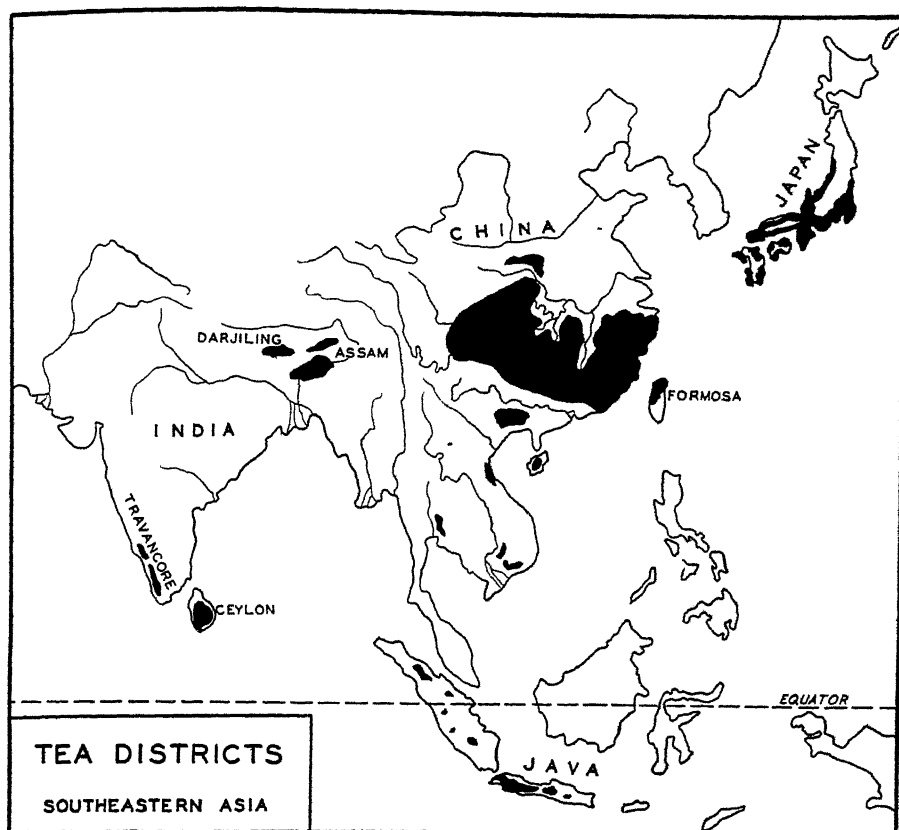 JAPAN
CHINA
DARJILING
ASSAM
FORMOSA
INDIA
TRAVANCORE
CEYLON
EQUATOR
JAVA
TEA DISTRICTS
SOUTHEASTERN ASIA